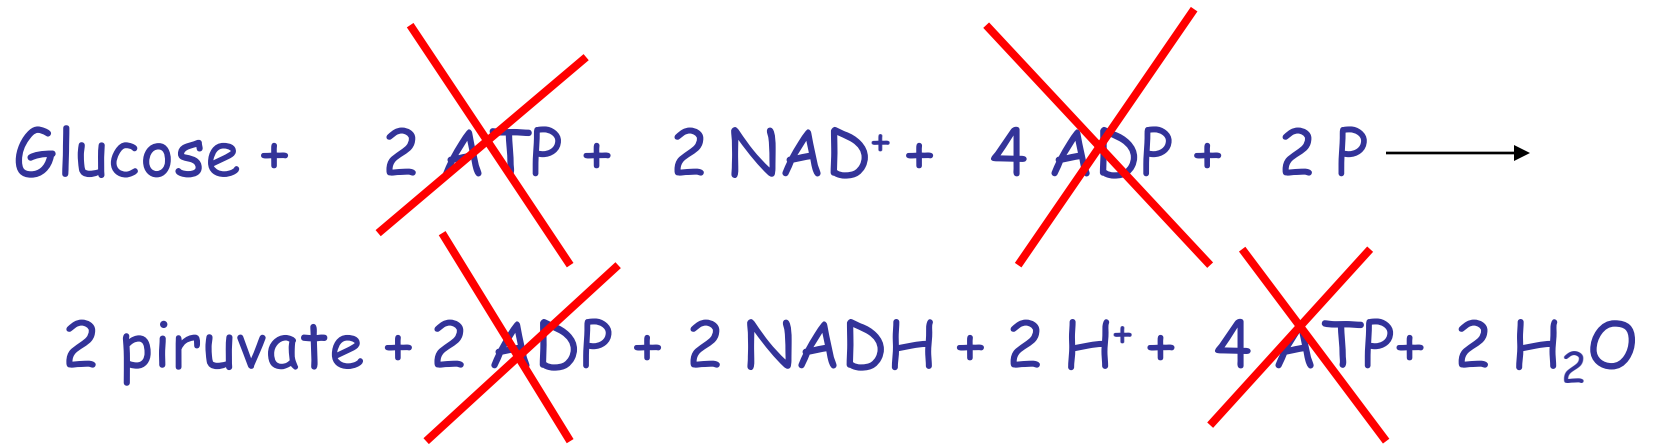 Glucose + 2 ATP + 2 NAD⁺ + 4 ADP + 2 P
2 piruvate + 2 ADP + 2 NADH + 2 H⁺ + 4 ATP+ 2 H₂O